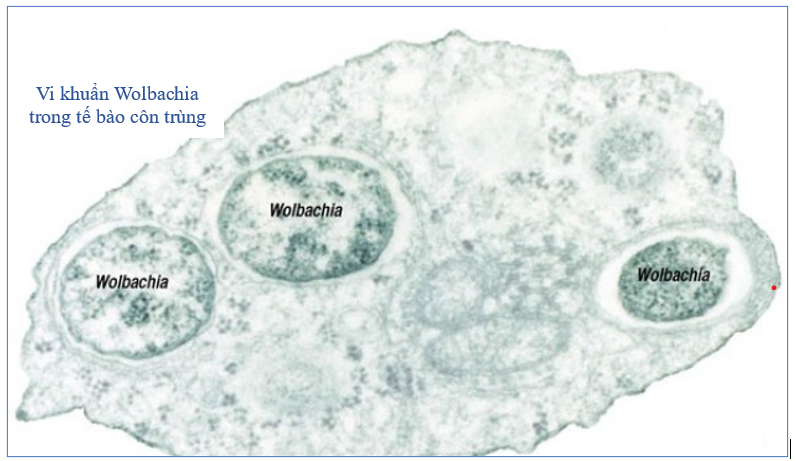 Vi khuẩn Wolbachia
trong tế bào côn trùng
Wolbachia
Wolbachia
Wolbachia